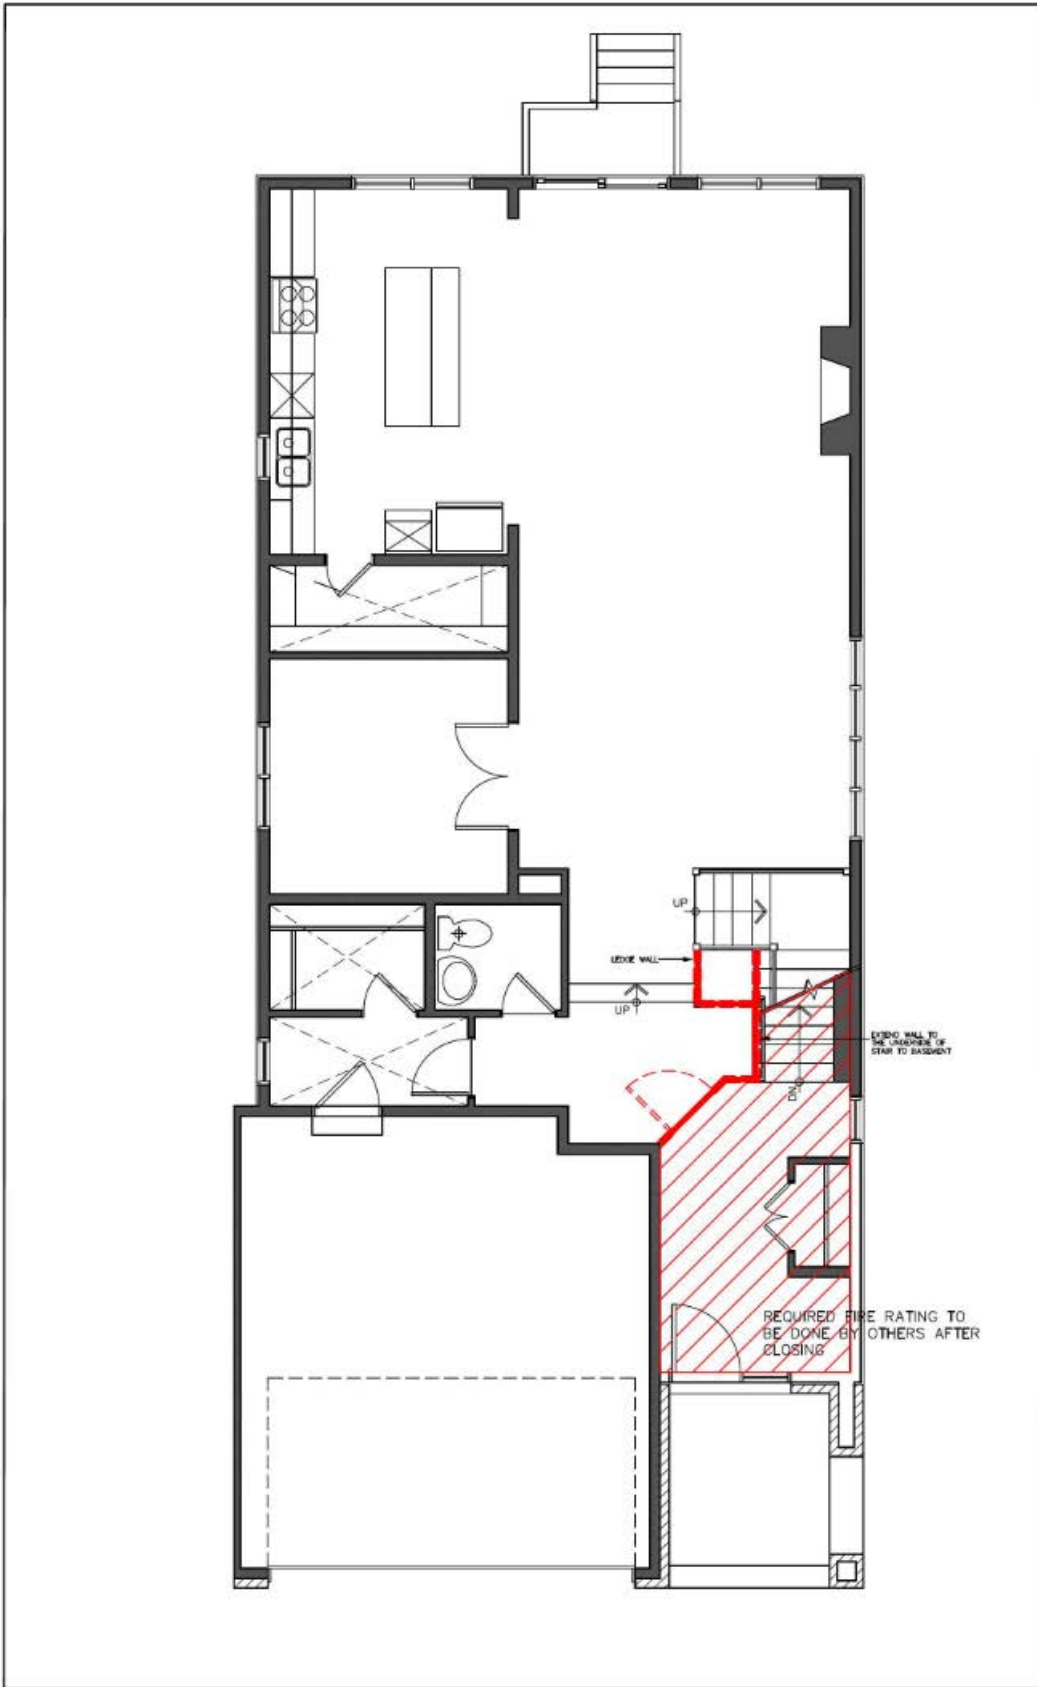 UP
LEDGE WALL
UP
EXTEND WALL TO
THE UNDERSIDE OF
STAIR TO BASEMENT
DN
REQUIRED FIRE RATING TO
BE DONE BY OTHERS AFTER
CLOSING